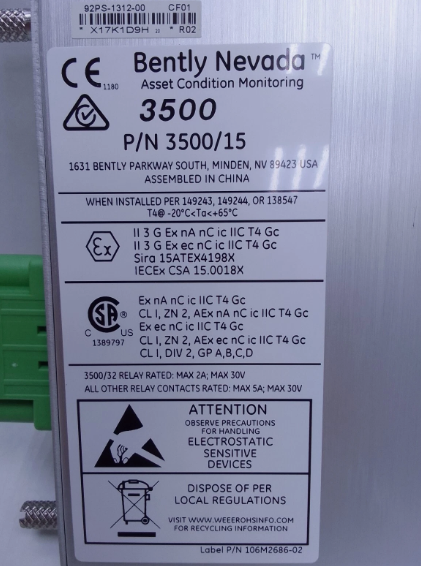 92PS-1312-00 CF01
* X17K1D9H * R02
CE 1180 Bently Nevada™
Asset Condition Monitoring
3500
P/N 3500/15
1631 BENTLY PARKWAY SOUTH, MINDEN, NV 89423 USA
ASSEMBLED IN CHINA
WHEN INSTALLED PER 149243, 149244, OR 138547
T4@ -20°C<Ta<+65°C
Ex
II 3 G Ex nA nC ic IIC T4 Gc
II 3 G Ex ec nC ic IIC T4 Gc
Sira 15ATEX4198X
IECEx CSA 15.0018X
SA ®
C US
1389797
Ex nA nC ic IIC T4 Gc
CL I, ZN 2, AEx nA nC ic IIC T4 Gc
Ex ec nC ic IIC T4 Gc
CL I, ZN 2, AEx ec nC ic IIC T4 Gc
CL I, DIV 2, GP A,B,C,D
3500/32 RELAY RATED: MAX 2A; MAX 30V
ALL OTHER RELAY CONTACTS RATED: MAX 5A; MAX 30V
ATTENTION
OBSERVE PRECAUTIONS
FOR HANDLING
ELECTROSTATIC
SENSITIVE
DEVICES
DISPOSE OF PER
LOCAL REGULATIONS
VISIT WWW.WEEEROHSINFO.COM
FOR RECYCLING INFORMATION
Label P/N 106M2686-02